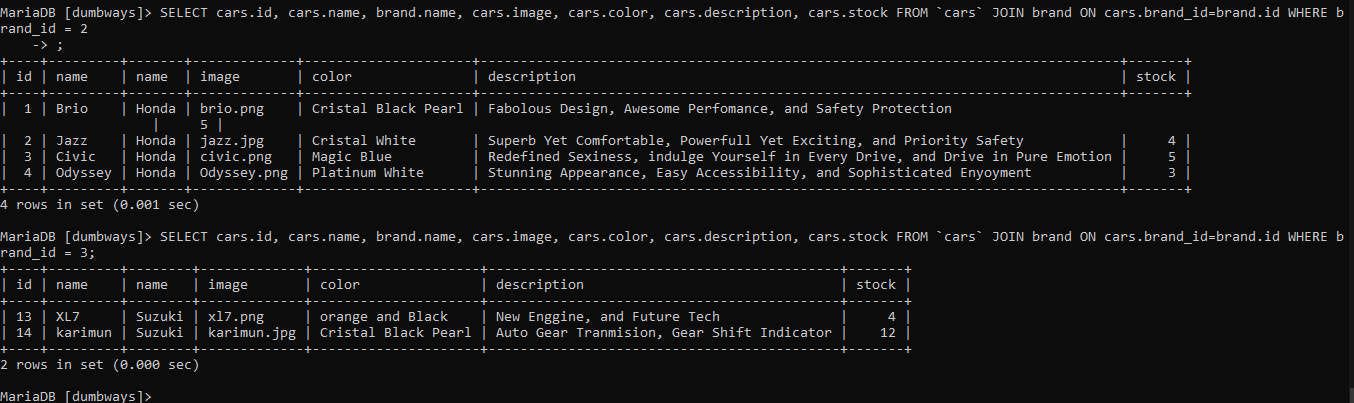 MariaDB [dumbways]> SELECT cars.id, cars.name, brand.name, cars.image, cars.color, cars.description, cars.stock FROM `cars` JOIN brand ON cars.brand_id=brand.id WHERE b
rand_id = 2
    -> ;
+----+---------+-------+-------------+---------------------+--------------------------------------------------------------------------------+-------+
| id | name    | name  | image       | color               | description                                                                    | stock |
+----+---------+-------+-------------+---------------------+--------------------------------------------------------------------------------+-------+
|  1 | Brio    | Honda | brio.png    | Cristal Black Pearl | Fabolous Design, Awesome Perfomance, and Safety Protection
                   |     5 |
|  2 | Jazz    | Honda | jazz.jpg    | Cristal White       | Superb Yet Comfortable, Powerfull Yet Exciting, and Priority Safety            |     4 |
|  3 | Civic   | Honda | civic.png   | Magic Blue          | Redefined Sexiness, indulge Yourself in Every Drive, and Drive in Pure Emotion |     5 |
|  4 | Odyssey | Honda | Odyssey.png | Platinum White      | Stunning Appearance, Easy Accessibility, and Sophisticated Enyoyment           |     3 |
+----+---------+-------+-------------+---------------------+--------------------------------------------------------------------------------+-------+
4 rows in set (0.001 sec)
MariaDB [dumbways]> SELECT cars.id, cars.name, brand.name, cars.image, cars.color, cars.description, cars.stock FROM `cars` JOIN brand ON cars.brand_id=brand.id WHERE b
rand_id = 3;
+----+---------+--------+-------------+---------------------+-------------------------------------------+-------+
| id | name    | name   | image       | color               | description                               | stock |
+----+---------+--------+-------------+---------------------+-------------------------------------------+-------+
| 13 | XL7     | Suzuki | xl7.png     | orange and Black    | New Enggine, and Future Tech              |     4 |
| 14 | karimun | Suzuki | karimun.jpg | Cristal Black Pearl | Auto Gear Tranmision, Gear Shift Indicator |    12 |
+----+---------+--------+-------------+---------------------+-------------------------------------------+-------+
2 rows in set (0.000 sec)
MariaDB [dumbways]>